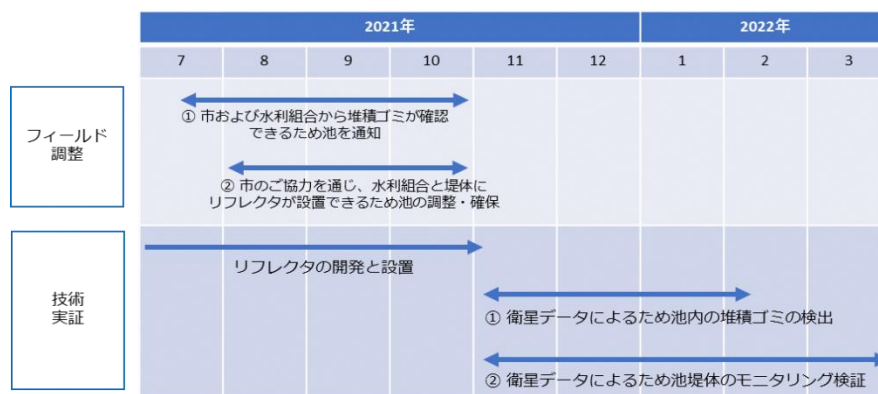 2021年 2022年
7 8 9 10 11 12 1 2 3
フィールド
調整
① 市および水利組合から堆積ゴミが確認
できるため池を通知
② 市のご協力を通じ、水利組合と堤体に
リフレクタが設置できるため池の調整・確保
技術
実証
リフレクタの開発と設置
① 衛星データによるため池内の堆積ゴミの検出
② 衛星データによるため池堤体のモニタリング検証